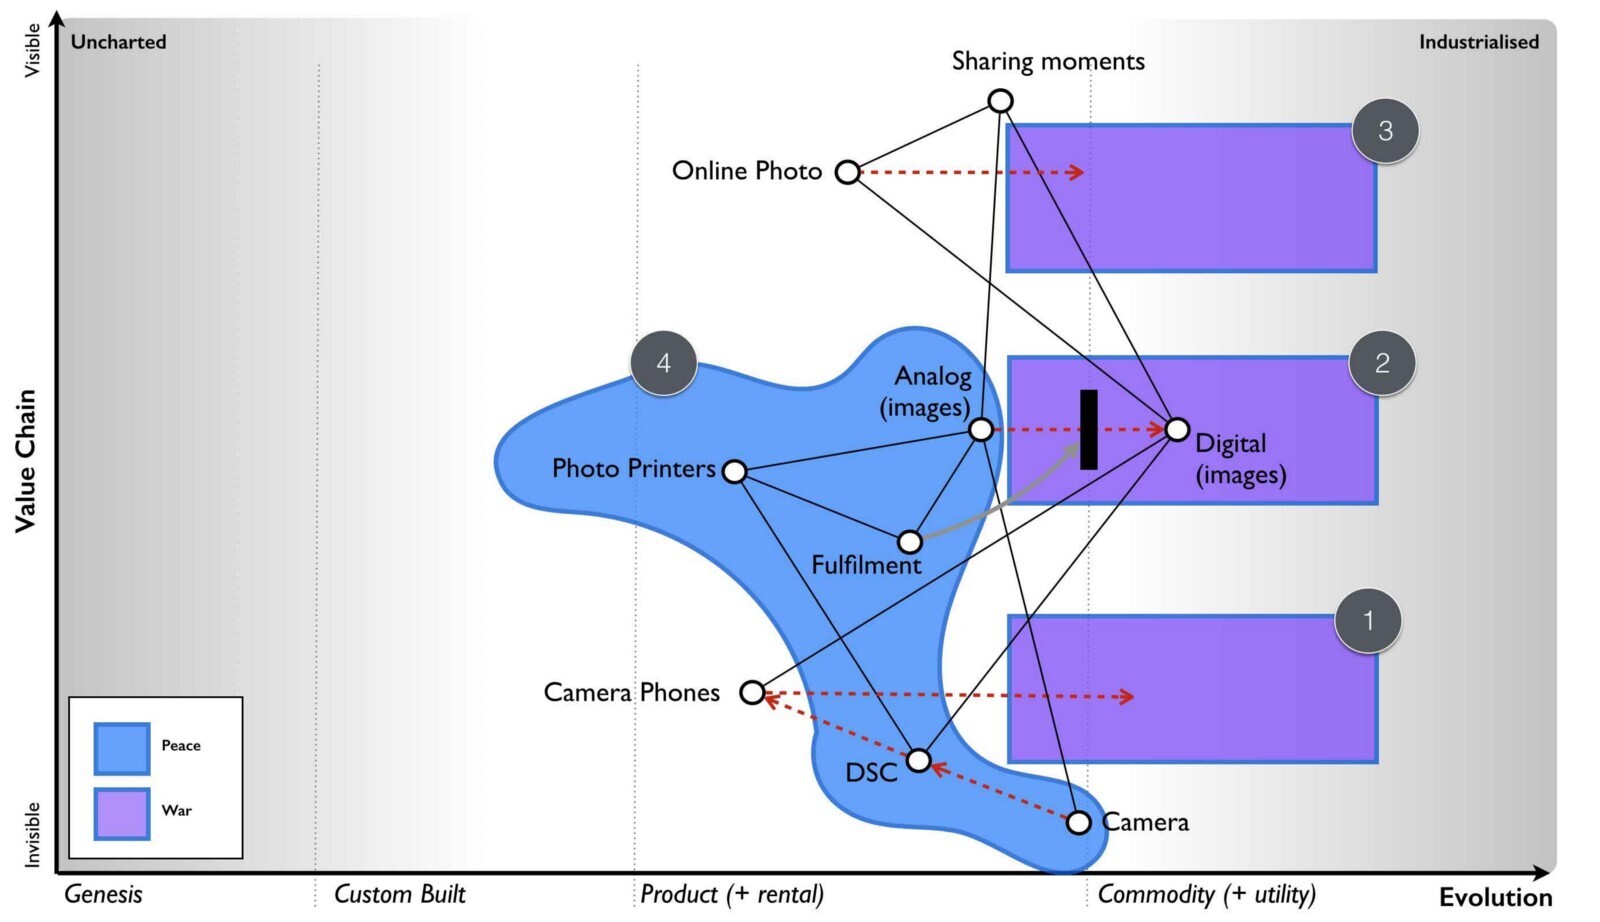 Visible
Uncharted
Industrialised
Sharing moments
3
Online Photo
4
2
Analog
(images)
Digital
(images)
Photo Printers
Value Chain
Fulfilment
1
Camera Phones
Peace
DSC
War
Camera
Invisible
Genesis
Custom Built
Product (+ rental)
Commodity (+ utility)
Evolution